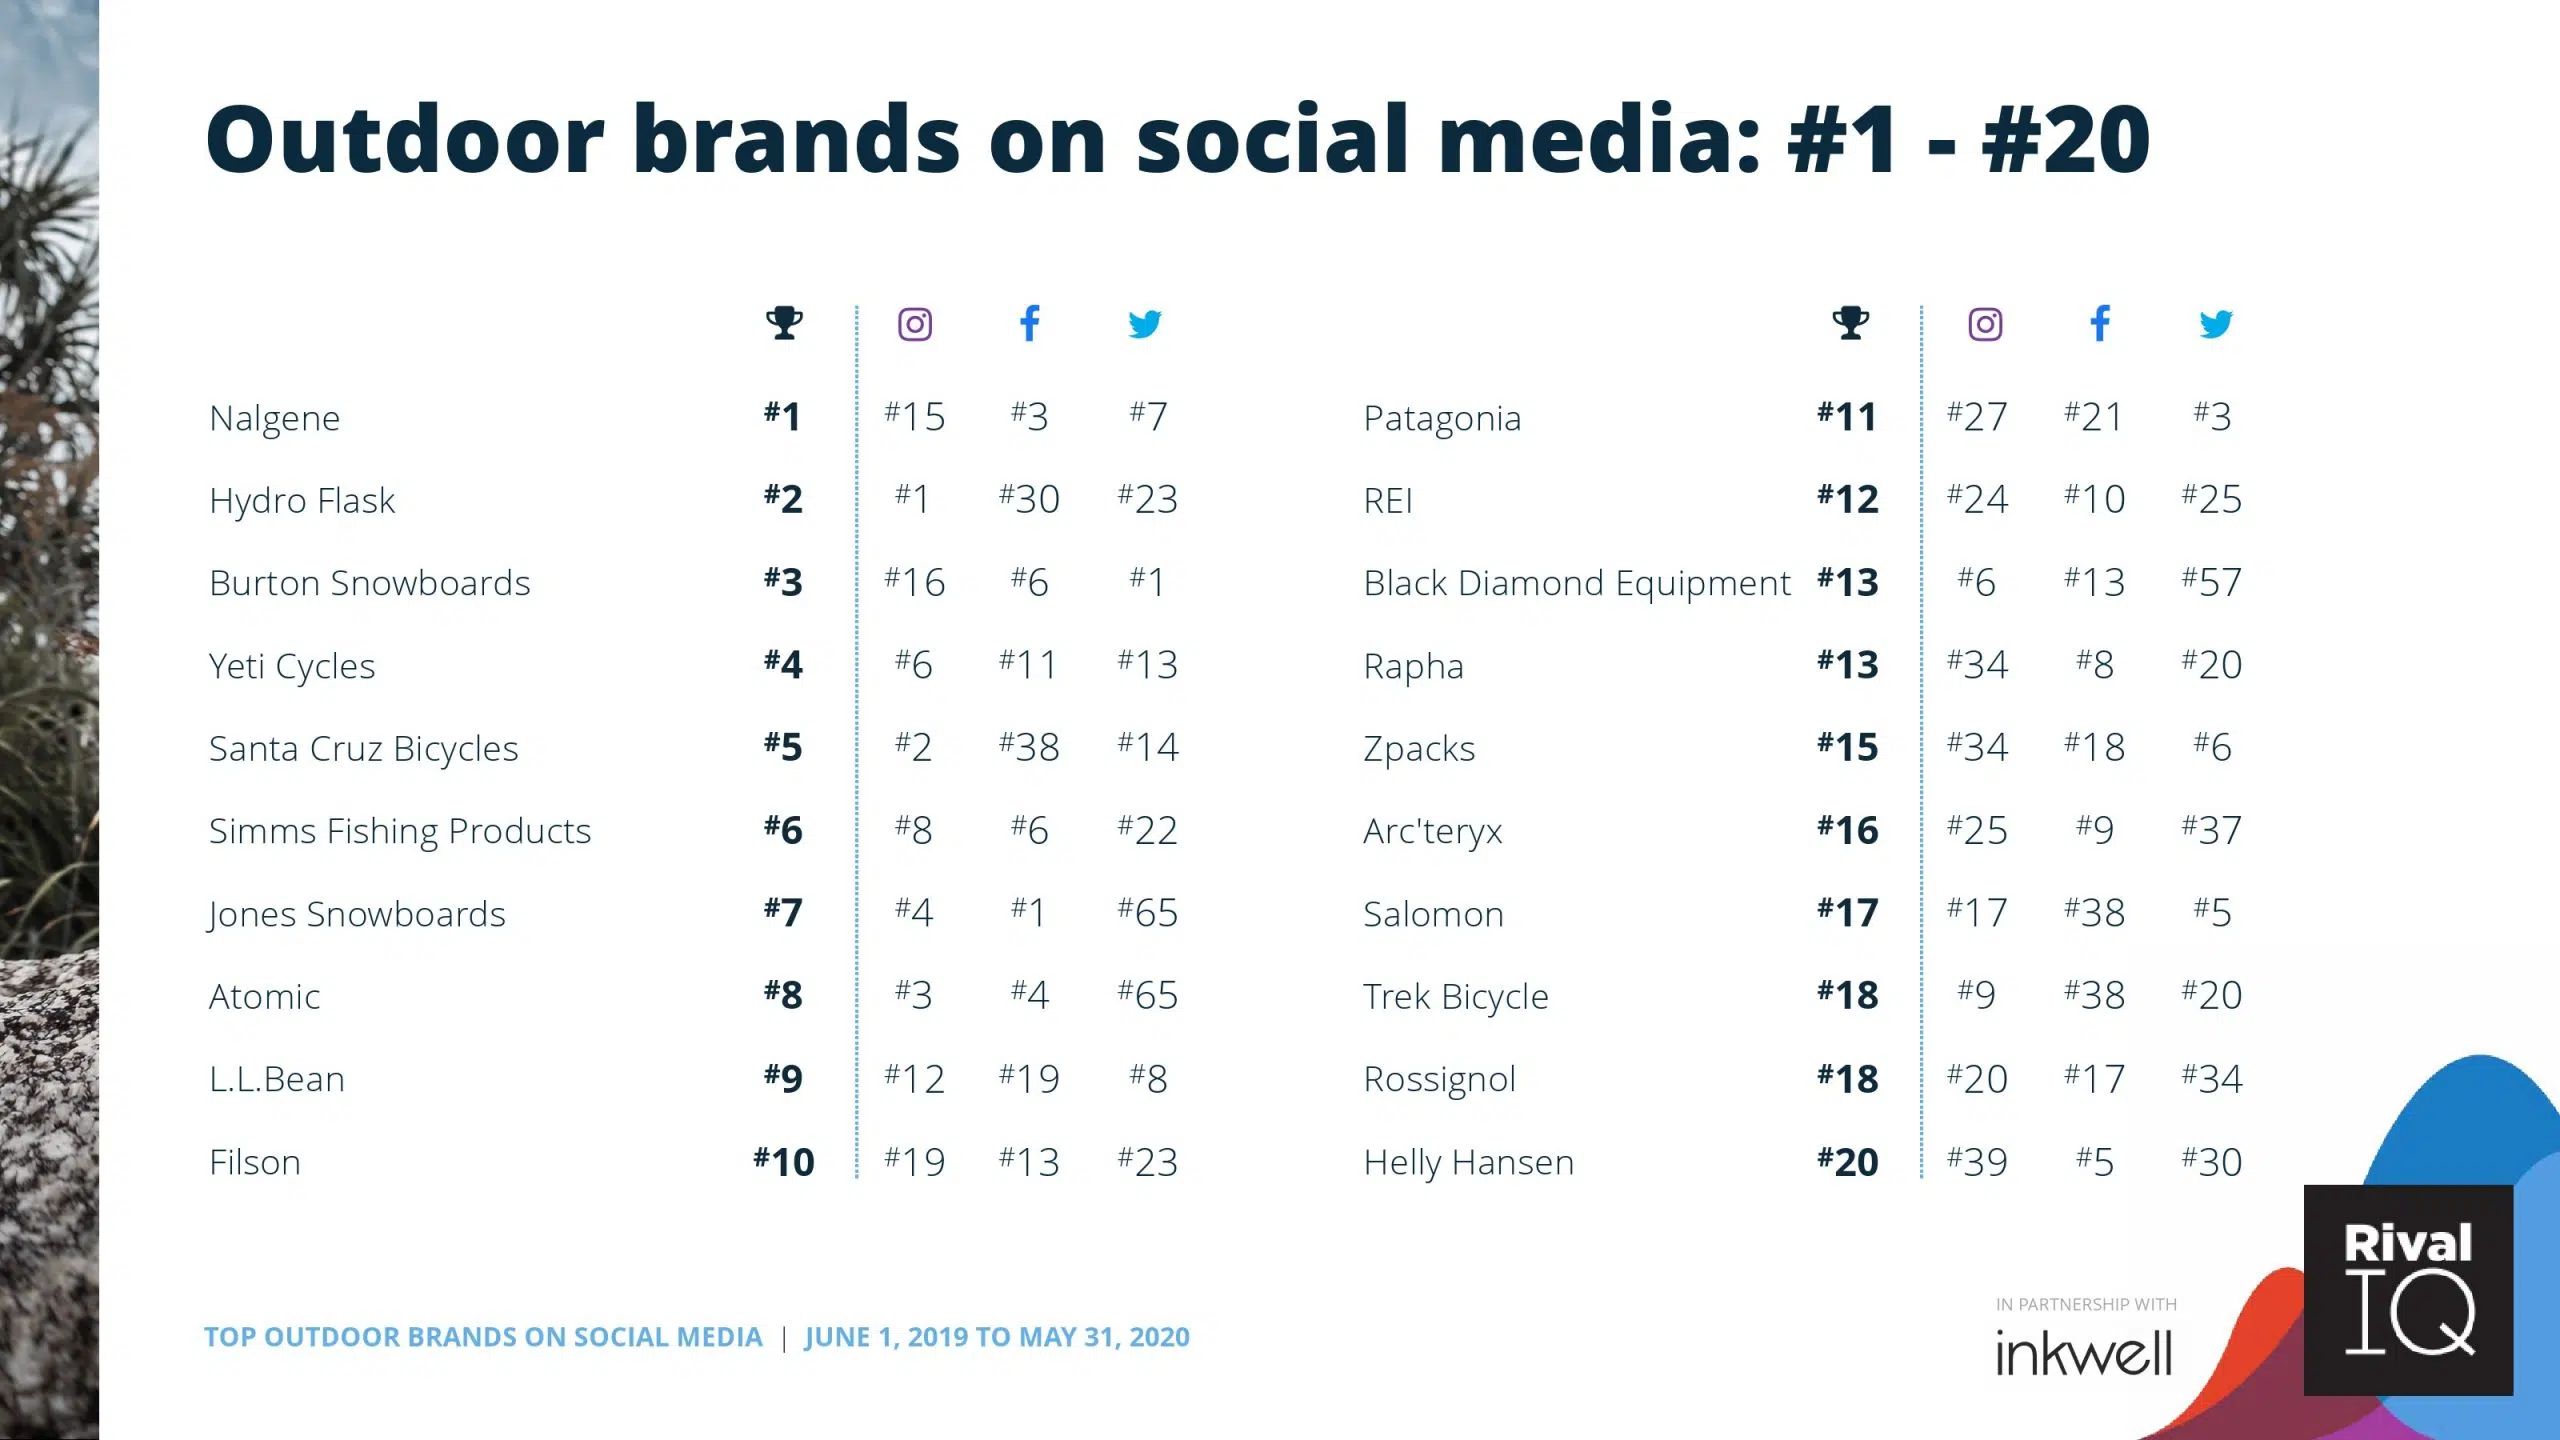 Outdoor brands on social media: #1 - #20
Nalgene #1 #15 #3 #7
Hydro Flask #2 #1 #30 #23
Burton Snowboards #3 #16 #6 #1
Yeti Cycles #4 #6 #11 #13
Santa Cruz Bicycles #5 #2 #38 #14
Simms Fishing Products #6 #8 #6 #22
Jones Snowboards #7 #4 #1 #65
Atomic #8 #3 #4 #65
L.L.Bean #9 #12 #19 #8
Filson #10 #19 #13 #23
Patagonia #11 #27 #21 #3
REI #12 #24 #10 #25
Black Diamond Equipment #13 #6 #13 #57
Rapha #13 #34 #8 #20
Zpacks #15 #34 #18 #6
Arc'teryx #16 #25 #9 #37
Salomon #17 #17 #38 #5
Trek Bicycle #18 #9 #38 #20
Rossignol #18 #20 #17 #34
Helly Hansen #20 #39 #5 #30
TOP OUTDOOR BRANDS ON SOCIAL MEDIA | JUNE 1, 2019 TO MAY 31, 2020
IN PARTNERSHIP WITH
inkwell
Rival
IQ